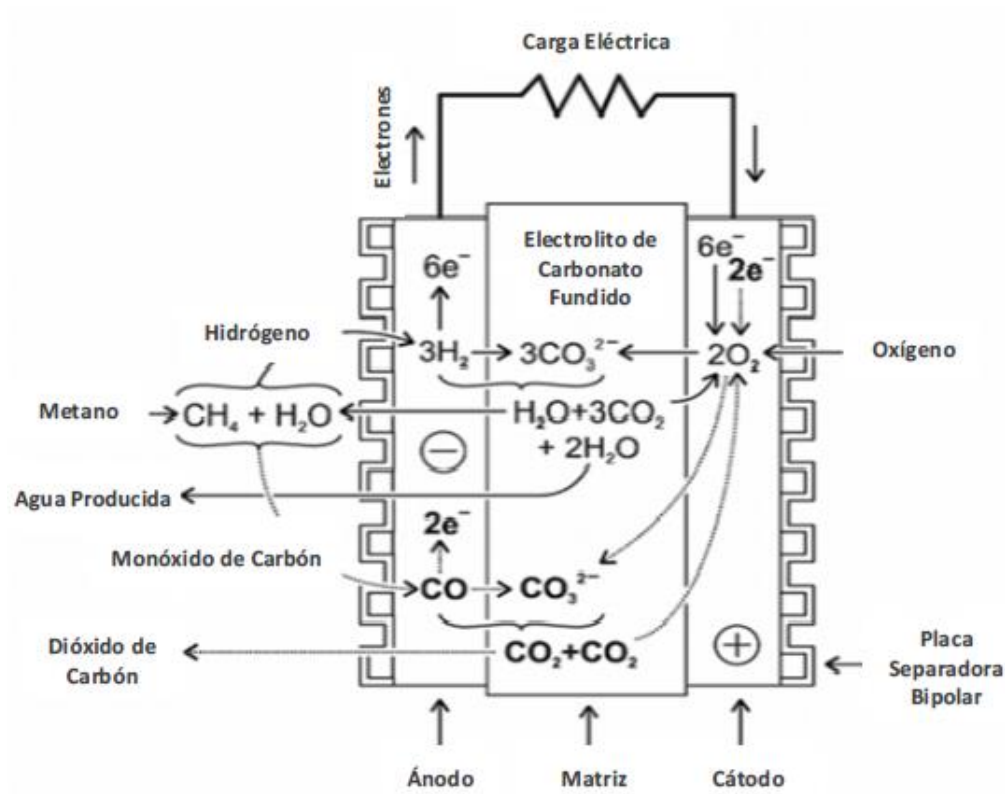 Carga Eléctrica
Electrones
6e⁻
Electrolito de
Carbonato
Fundido
6e⁻
2e⁻
Hidrógeno
3H₂
3CO₃²⁻
2O₂
Oxígeno
Metano
CH₄ + H₂O
H₂O+3CO₂
+ 2H₂O
−
Agua Producida
2e⁻
Monóxido de Carbón
CO
CO₃²⁻
Dióxido de
Carbón
CO₂+CO₂
+
Placa
Separadora
Bipolar
Ánodo
Matriz
Cátodo